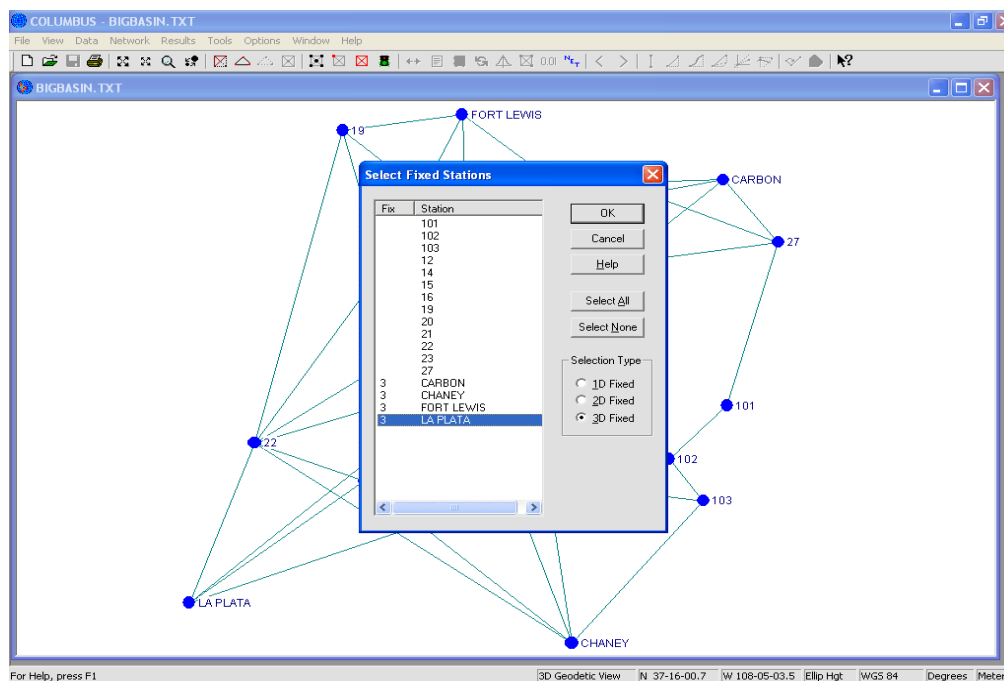 COLUMBUS - BIGBASIN.TXT
File View Data Network Results Tools Options Window Help
0.01 NET
BIGBASIN.TXT
FORT LEWIS
19
CARBON
27
101
102
103
22
LA PLATA
CHANEY
Select Fixed Stations
Fix Station
101
102
103
12
14
15
16
19
20
21
22
23
27
3 CARBON
3 CHANEY
3 FORT LEWIS
3 LA PLATA
OK
Cancel
Help
Select All
Select None
Selection Type
1D Fixed
2D Fixed
3D Fixed
For Help, press F1
3D Geodetic View N 37-16-00.7 W 108-05-03.5 Ellip Hgt WGS 84 Degrees Meter